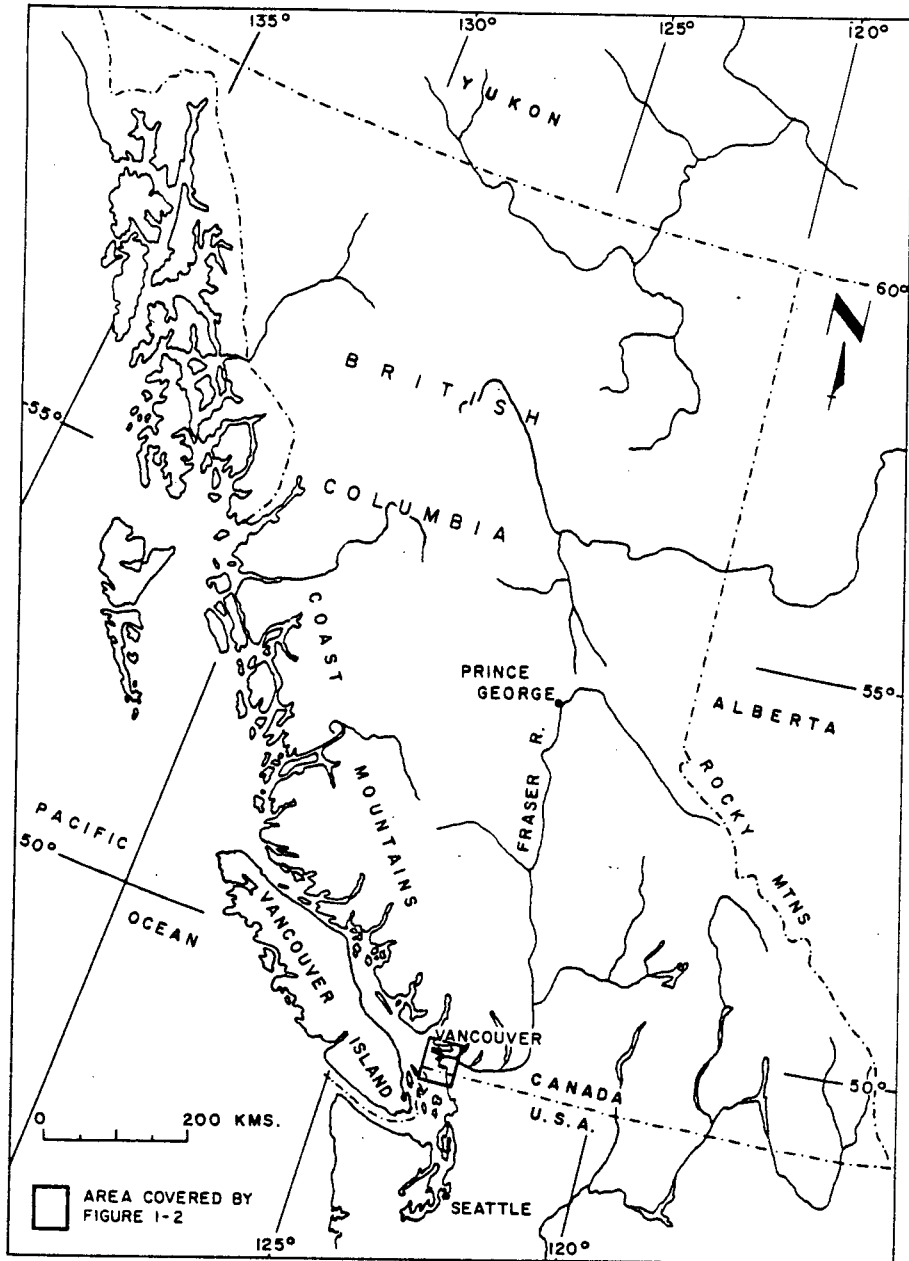 135°
130°
125°
120°
YUKON
60°
N
BRITISH
55°
COLUMBIA
COAST
PRINCE
GEORGE
55°
ALBERTA
FRASER R.
ROCKY
MTNS
MOUNTAINS
PACIFIC
50°
OCEAN
VANCOUVER
ISLAND
VANCOUVER
CANADA
U.S.A.
50°
0
200 KMS.
AREA COVERED BY
FIGURE 1-2
SEATTLE
125°
120°